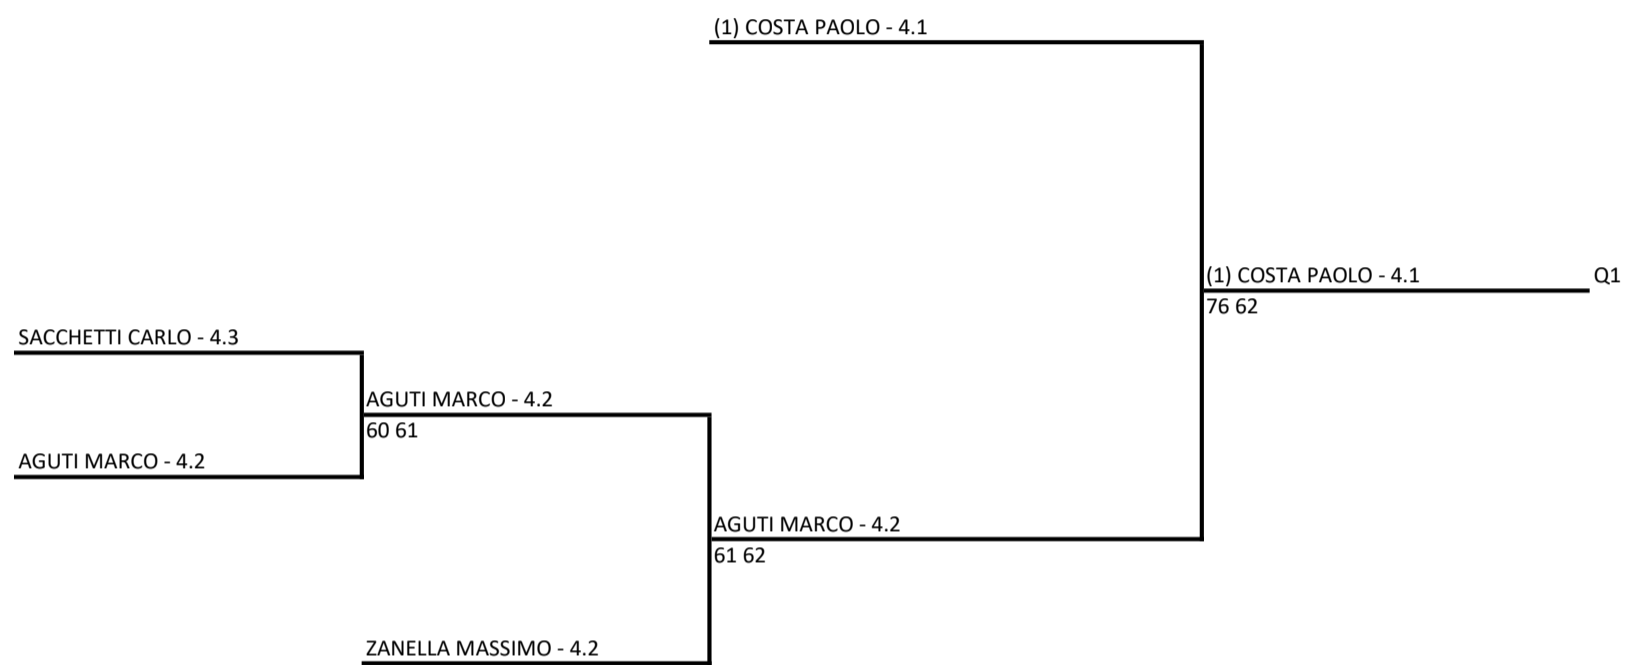 (1) COSTA PAOLO - 4.1
(1) COSTA PAOLO - 4.1
Q1
76 62
SACCHETTI CARLO - 4.3
AGUTI MARCO - 4.2
60 61
AGUTI MARCO - 4.2
AGUTI MARCO - 4.2
61 62
ZANELLA MASSIMO - 4.2